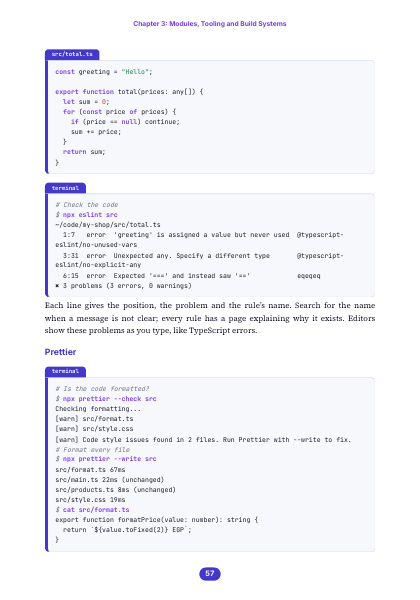 Chapter 3: Modules, Tooling and Build Systems
src/total.ts
const greeting = "Hello";
export function total(prices: any[]) {
  let sum = 0;
  for (const price of prices) {
    if (price == null) continue;
    sum += price;
  }
  return sum;
}
terminal
# Check the code
$ npx eslint src
~/code/my-shop/src/total.ts
  1:7   error  'greeting' is assigned a value but never used  @typescript-
eslint/no-unused-vars
  3:31  error  Unexpected any. Specify a different type       @typescript-
eslint/no-explicit-any
  6:15  error  Expected '===' and instead saw '=='            eqeqeq
✖ 3 problems (3 errors, 0 warnings)
Each line gives the position, the problem and the rule's name. Search for the name
when a message is not clear; every rule has a page explaining why it exists. Editors
show these problems as you type, like TypeScript errors.
Prettier
terminal
# Is the code formatted?
$ npx prettier --check src
Checking formatting...
[warn] src/format.ts
[warn] src/style.css
[warn] Code style issues found in 2 files. Run Prettier with --write to fix.
# Format every file
$ npx prettier --write src
src/format.ts 67ms
src/main.ts 22ms (unchanged)
src/products.ts 8ms (unchanged)
src/style.css 19ms
$ cat src/format.ts
export function formatPrice(value: number): string {
  return `${value.toFixed(2)} EGP`;
}
57